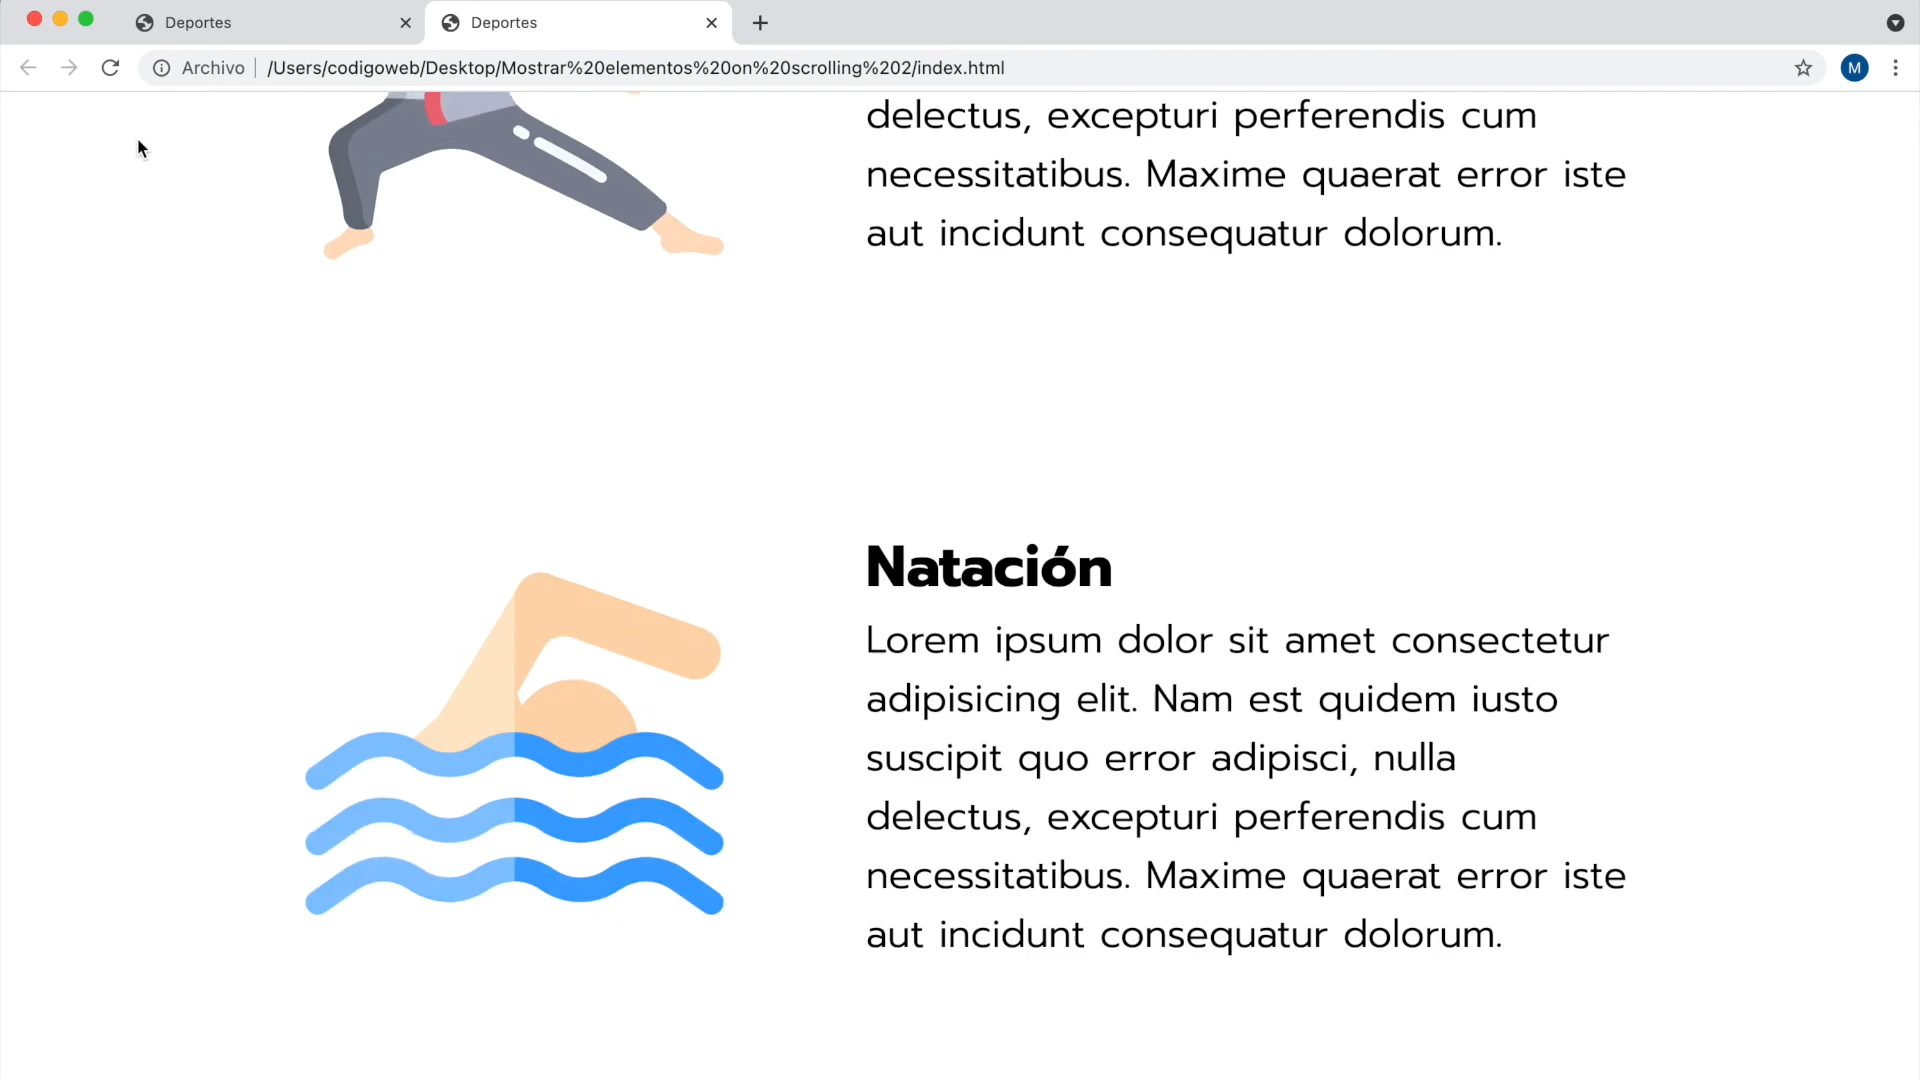 Deportes
Deportes
Archivo /Users/codigoweb/Desktop/Mostrar%20elementos%20on%20scrolling%202/index.html
M
delectus, excepturi perferendis cum
necessitatibus. Maxime quaerat error iste
aut incidunt consequatur dolorum.
Natación
Lorem ipsum dolor sit amet consectetur
adipisicing elit. Nam est quidem iusto
suscipit quo error adipisci, nulla
delectus, excepturi perferendis cum
necessitatibus. Maxime quaerat error iste
aut incidunt consequatur dolorum.